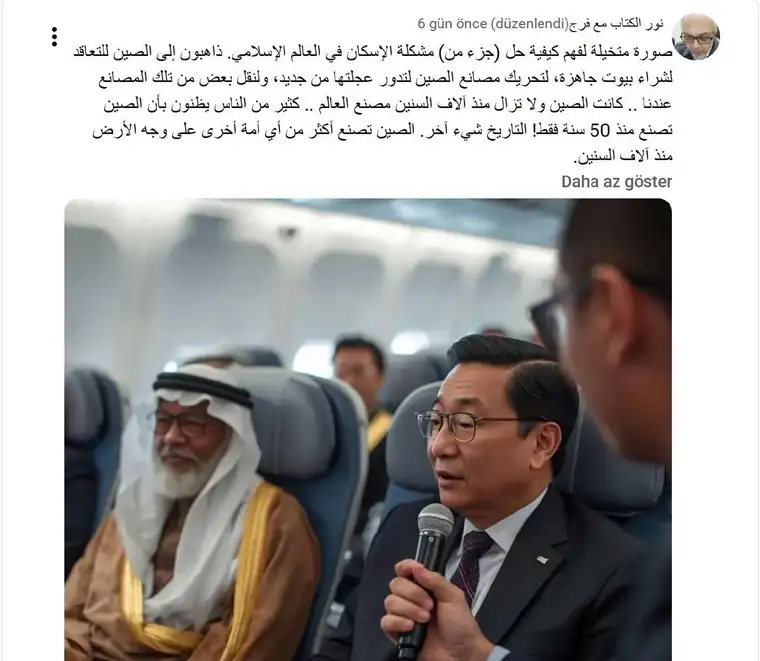 نور الكتاب مع فرج 6 gün önce (düzenlendi)
صورة متخيلة لفهم كيفية حل (جزء من) مشكلة الإسكان في العالم الإسلامي. ذاهبون إلى الصين للتعاقد
لشراء بيوت جاهزة، لتحريك مصانع الصين لتدور عجلتها من جديد، ولنقل بعض من تلك المصانع
عندنا .. كانت الصين ولا تزال منذ آلاف السنين مصنع العالم .. كثير من الناس يظنون بأن الصين
تصنع منذ 50 سنة فقط! التاريخ شيء آخر. الصين تصنع أكثر من أي أمة أخرى على وجه الأرض
منذ آلاف السنين.
Daha az göster